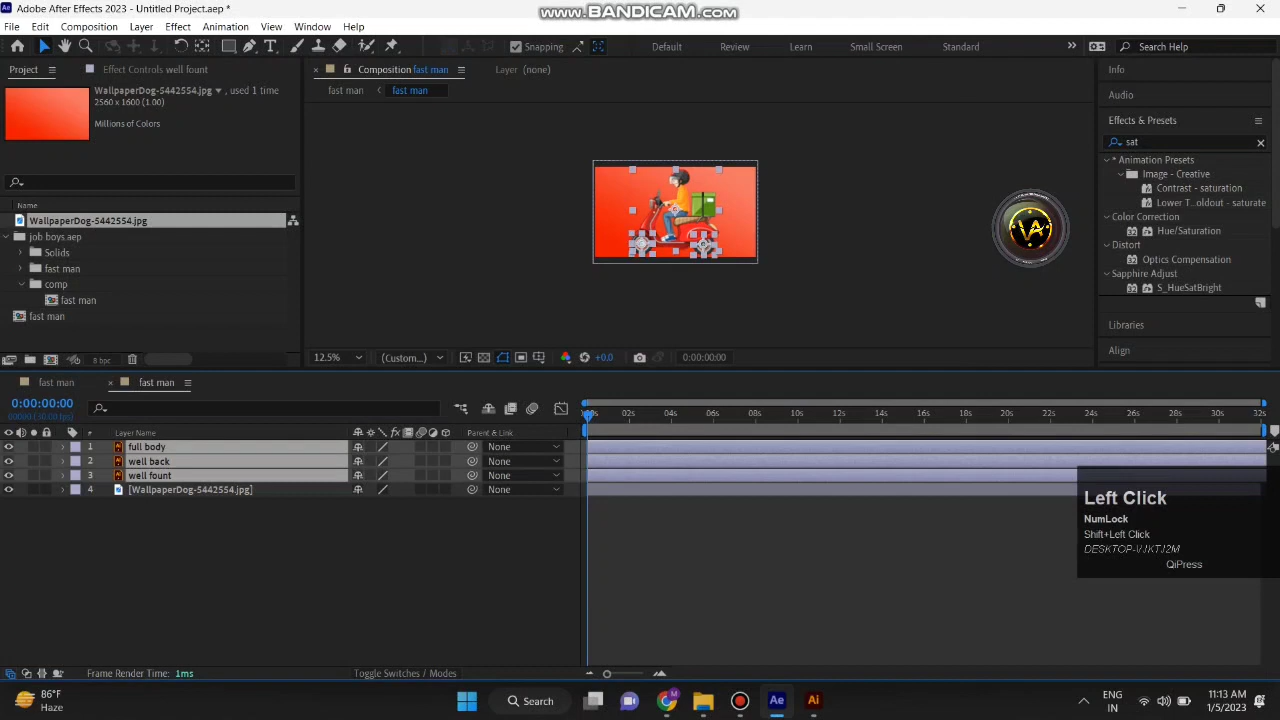 Adobe After Effects 2023 - Untitled Project.aep *
www.BANDICAM.com
File Edit Composition Layer Effect Animation View Window Help
Snapping
Default Review Learn Small Screen Standard
Search Help
Project
Effect Controls well fount
Composition fast man
Layer (none)
fast man
fast man
WallpaperDog-5442554.jpg, used 1 time
2560 x 1600 (1.00)
Millions of Colors
Name
WallpaperDog-5442554.jpg
job boys.aep
Solids
fast man
comp
fast man
fast man
8 bpc
12.5%
(Custom...)
+0.0
0:00:00:00
VA
Info
Audio
Effects & Presets
sat
* Animation Presets
Image - Creative
Contrast - saturation
Lower T...oldout - saturate
Color Correction
Hue/Saturation
Distort
Optics Compensation
Sapphire Adjust
S_HueSatBright
Libraries
Align
fast man
fast man
0:00:00:00
00000 (30.00 fps)
:00s 02s 04s 06s 08s 10s 12s 14s 16s 18s 20s 22s 24s 26s 28s 30s 32s
# Layer Name
Parent & Link
1 full body None
2 well back None
3 well fount None
4 [WallpaperDog-5442554.jpg] None
Left Click
NumLock
Shift+Left Click
DESKTOP-VJKTJ2M
QiPress
Frame Render Time: 1ms
Toggle Switches / Modes
86°F
Haze
Search
ENG
IN
11:13 AM
1/5/2023